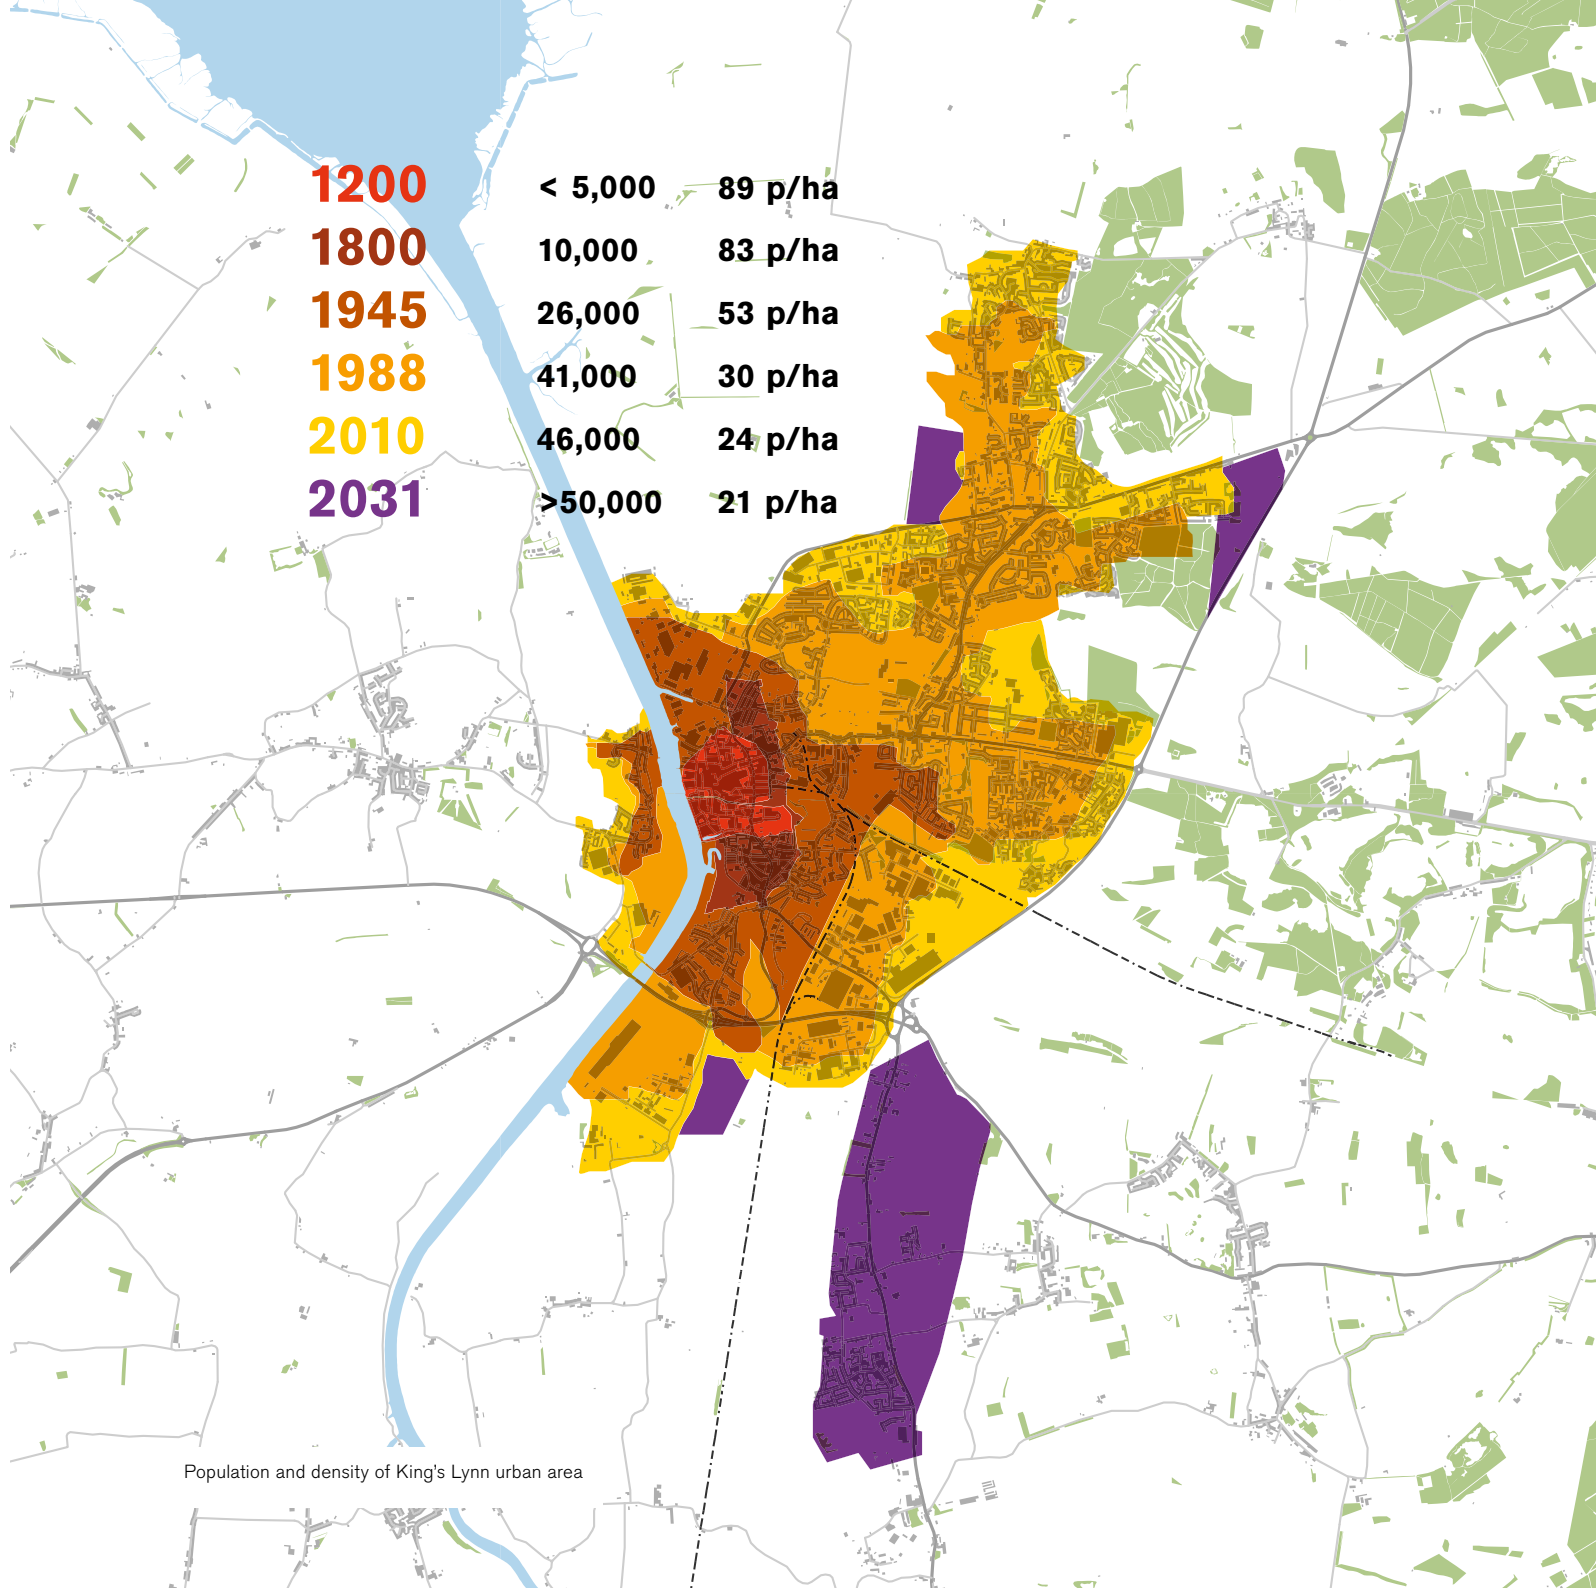 1200 < 5,000 89 p/ha
1800 10,000 83 p/ha
1945 26,000 53 p/ha
1988 41,000 30 p/ha
2010 46,000 24 p/ha
2031 >50,000 21 p/ha
Population and density of King's Lynn urban area